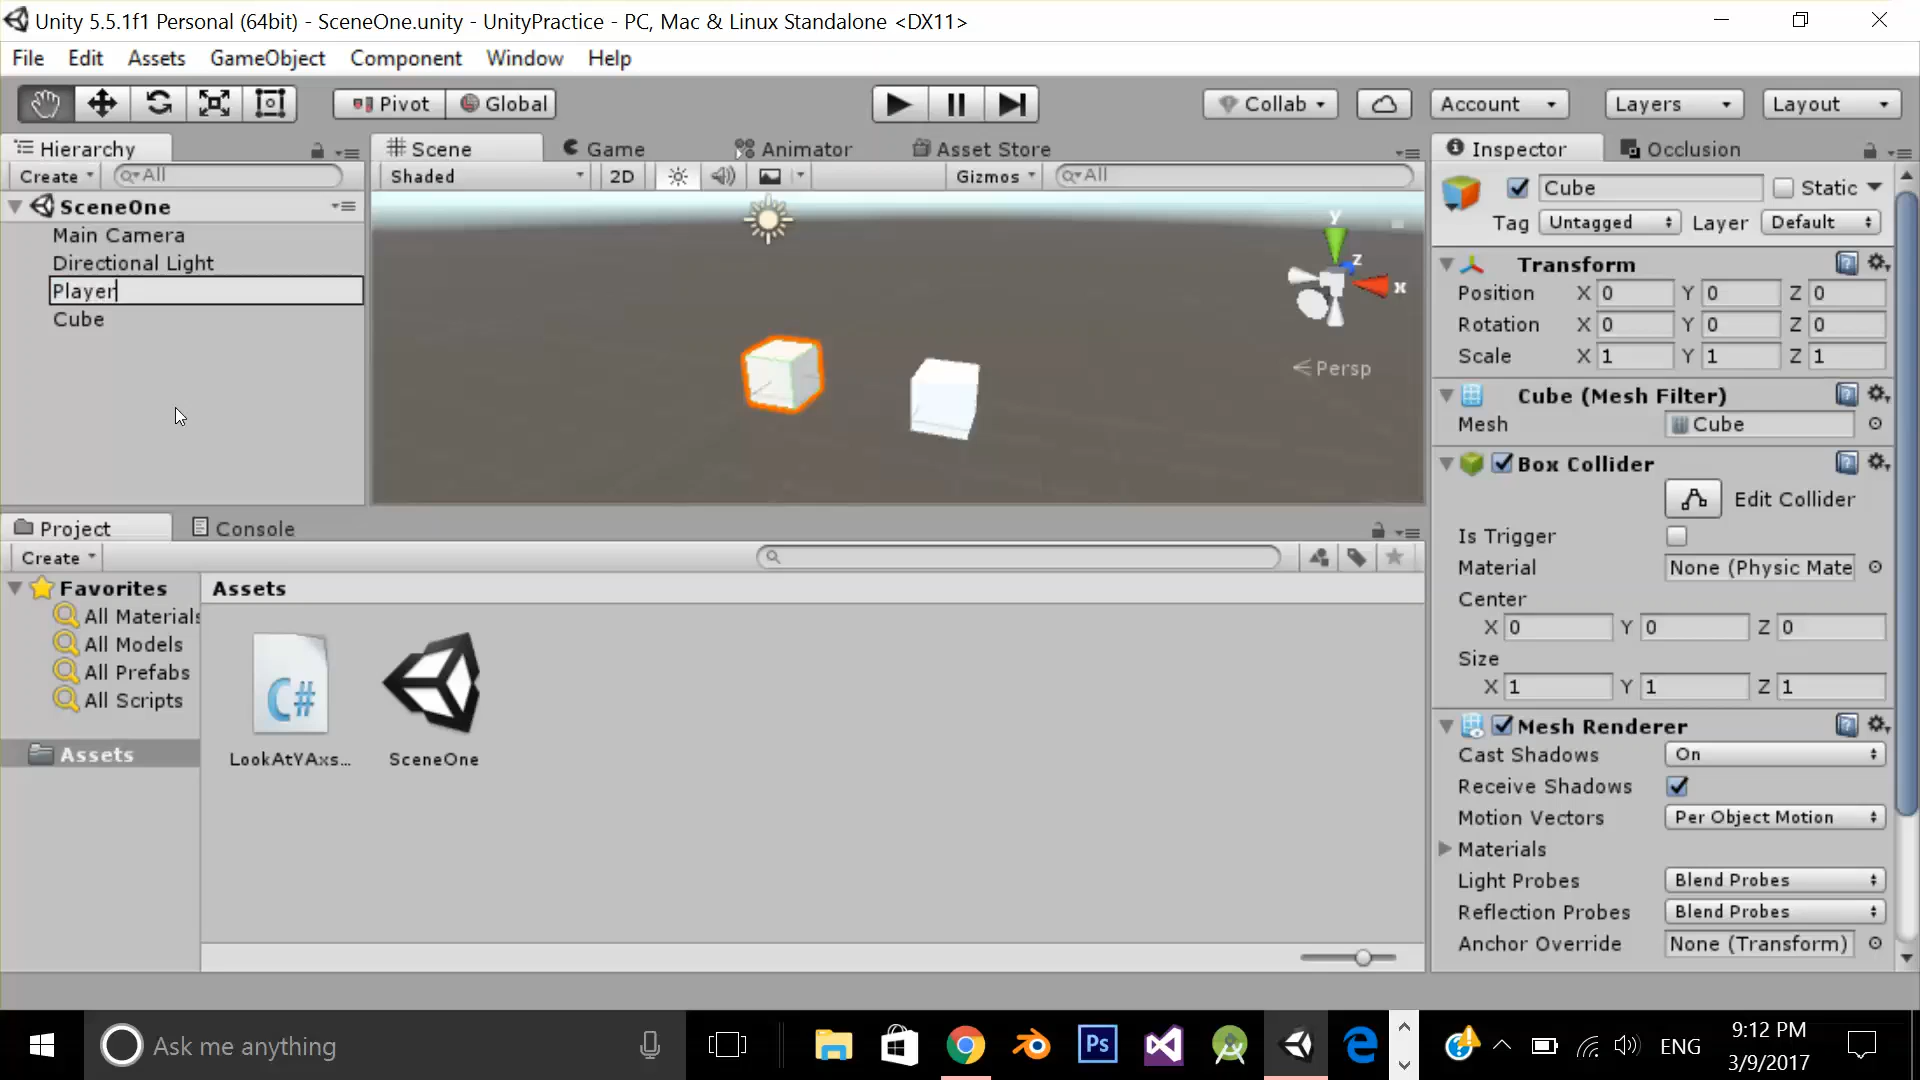 Unity 5.5.1f1 Personal (64bit) - SceneOne.unity - UnityPractice - PC, Mac & Linux Standalone <DX11>
File Edit Assets GameObject Component Window Help
Pivot Global Collab Account Layers Layout
Hierarchy
Create All
SceneOne
Main Camera
Directional Light
Player
Cube
Scene Game Animator Asset Store
Shaded 2D Gizmos All
y
z
x
Persp
Project Console
Create
Favorites
All Materials
All Models
All Prefabs
All Scripts
Assets
Assets
C#
LookAtYAxs...
SceneOne
Inspector Occlusion
Cube Static
Tag Untagged Layer Default
Transform
Position X 0 Y 0 Z 0
Rotation X 0 Y 0 Z 0
Scale X 1 Y 1 Z 1
Cube (Mesh Filter)
Mesh Cube
Box Collider
Edit Collider
Is Trigger
Material None (Physic Mate
Center
X 0 Y 0 Z 0
Size
X 1 Y 1 Z 1
Mesh Renderer
Cast Shadows On
Receive Shadows
Motion Vectors Per Object Motion
Materials
Light Probes Blend Probes
Reflection Probes Blend Probes
Anchor Override None (Transform)
Ask me anything
Ps
ENG
9:12 PM
3/9/2017